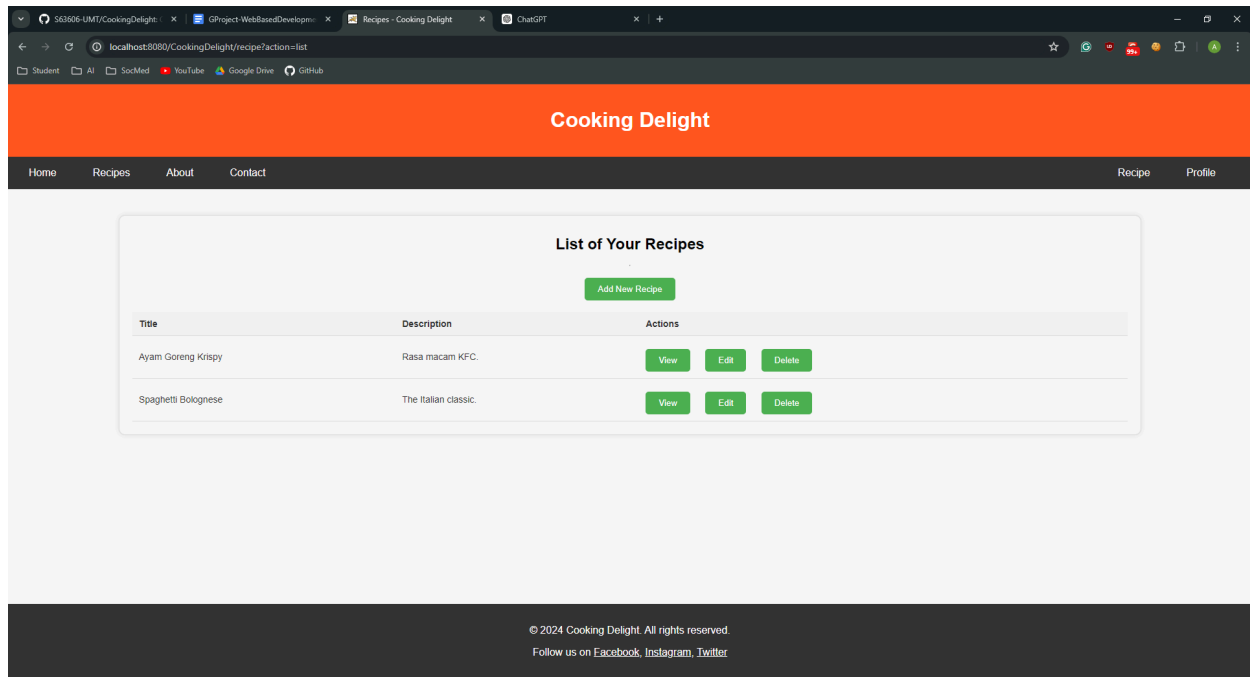 S63606-UMT/CookingDelight: GProject-WebBasedDevelopme Recipes - Cooking Delight ChatGPT
localhost:8080/CookingDelight/recipe?action=list
99+ A
Student AI SocMed YouTube Google Drive GitHub
Cooking Delight
Home Recipes About Contact Recipe Profile
List of Your Recipes
Add New Recipe
Title Description Actions
Ayam Goreng Krispy Rasa macam KFC. View Edit Delete
Spaghetti Bolognese The Italian classic. View Edit Delete
© 2024 Cooking Delight. All rights reserved.
Follow us on Facebook, Instagram, Twitter